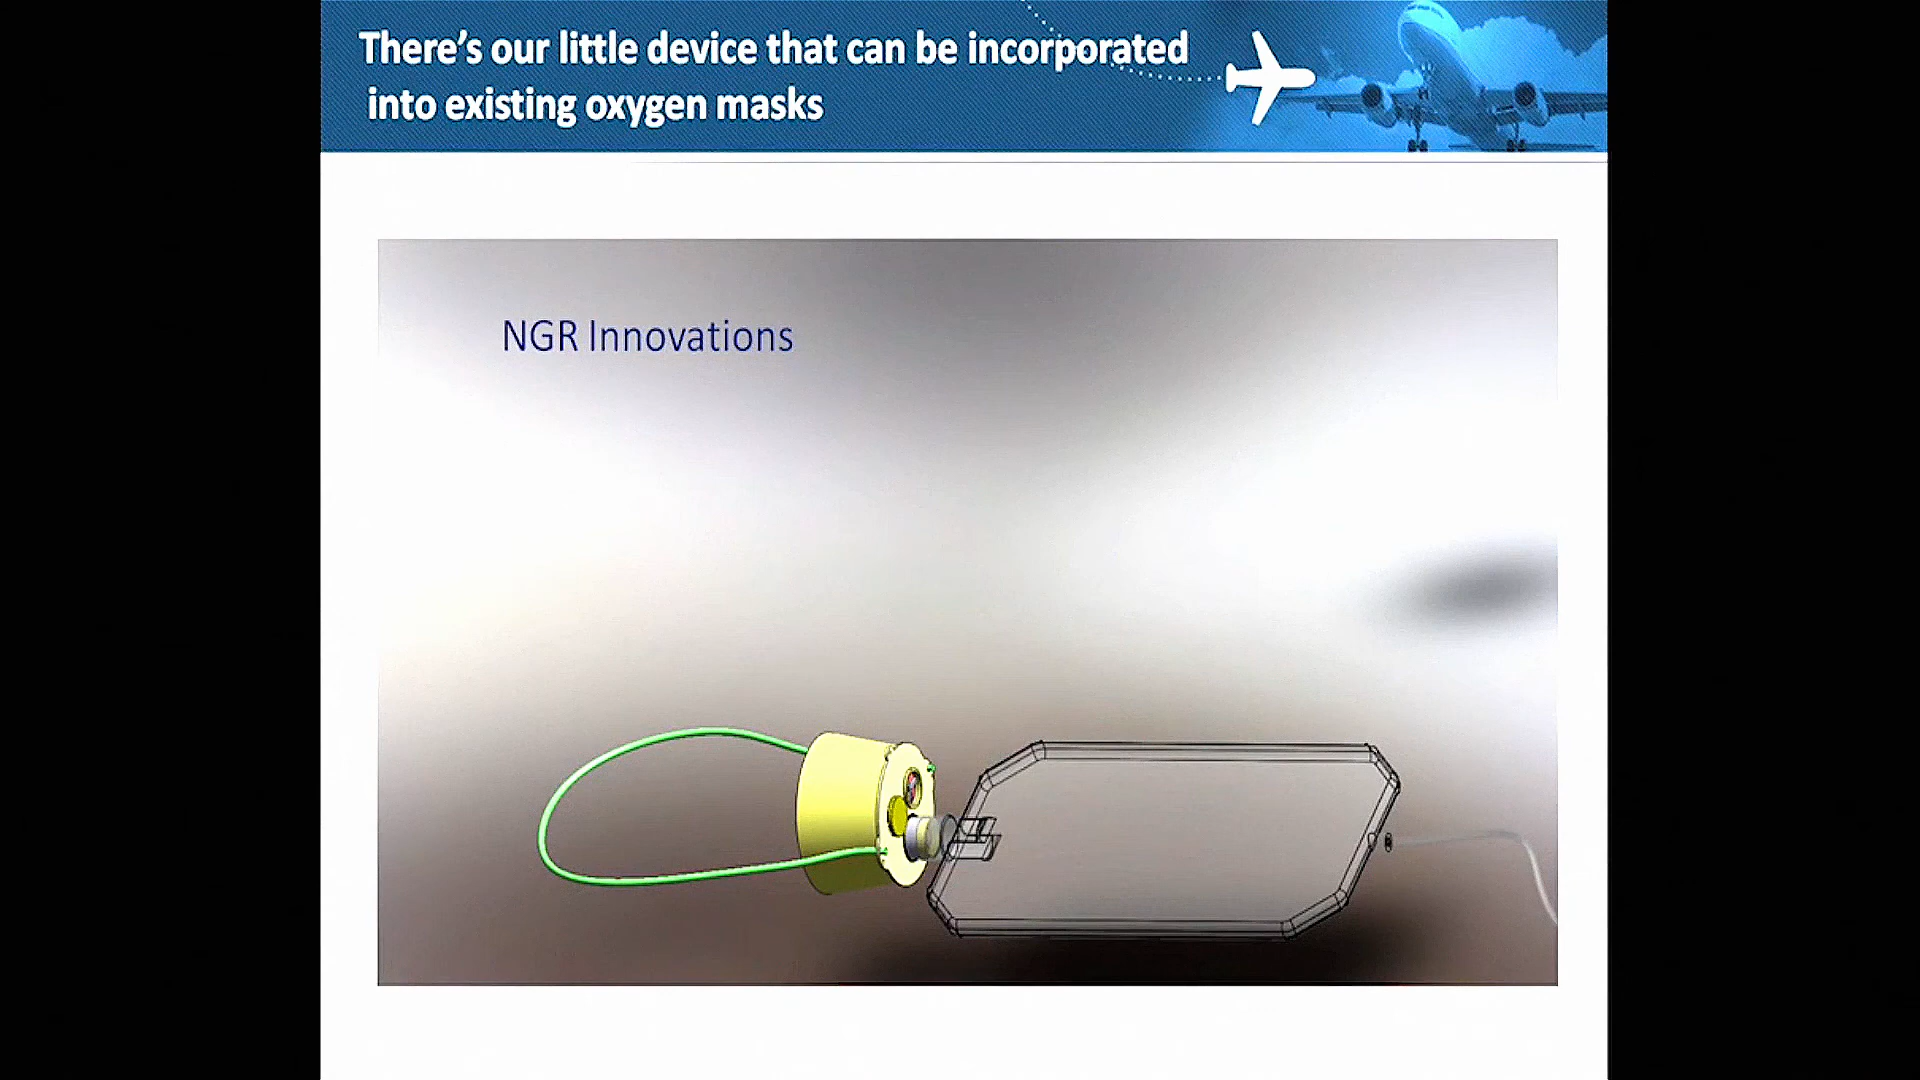 There’s our little device that can be incorporated
into existing oxygen masks
NGR Innovations